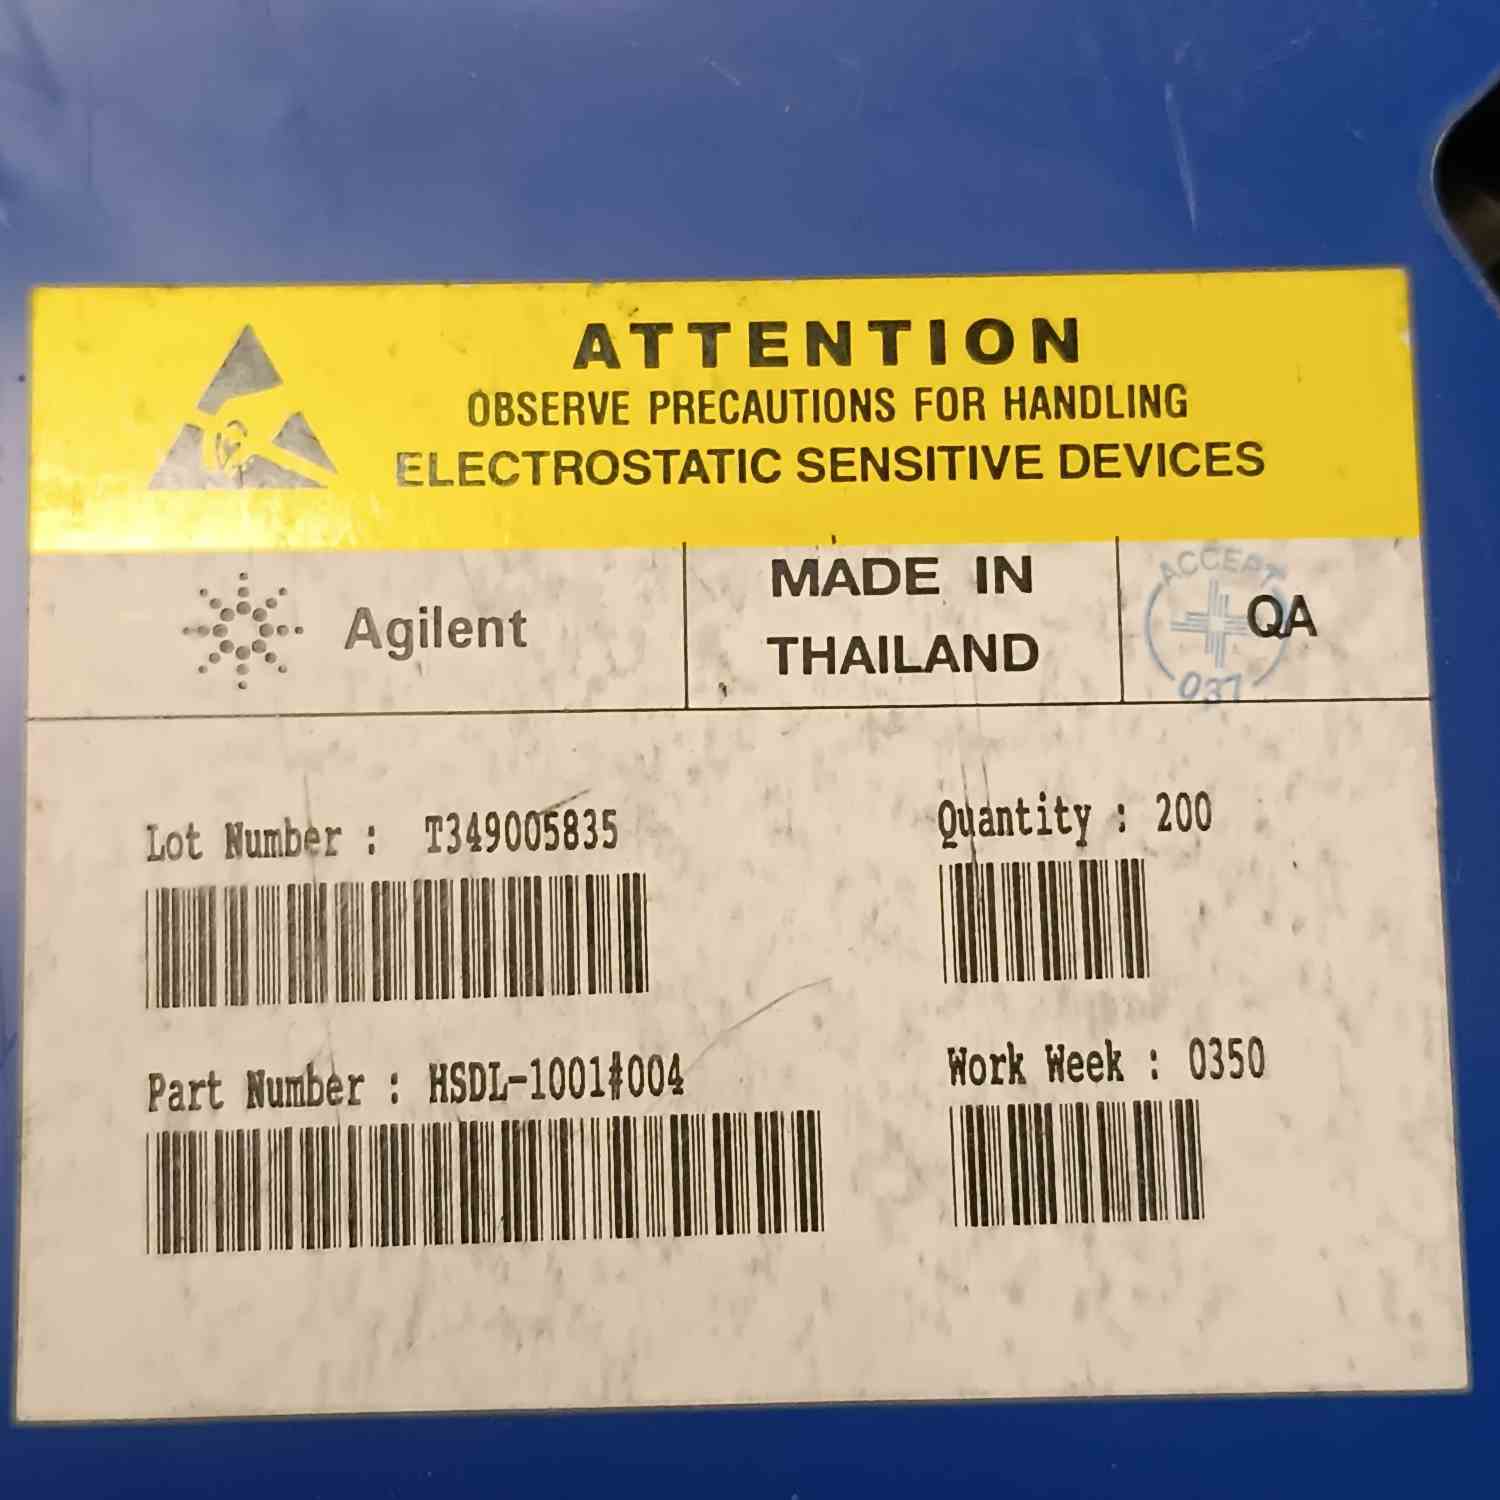 ATTENTION
OBSERVE PRECAUTIONS FOR HANDLING
ELECTROSTATIC SENSITIVE DEVICES
Agilent
MADE IN
THAILAND
ACCEPT
QA
037
Lot Number : T349005835
Quantity : 200
Part Number : HSDL-1001#004
Work Week : 0350